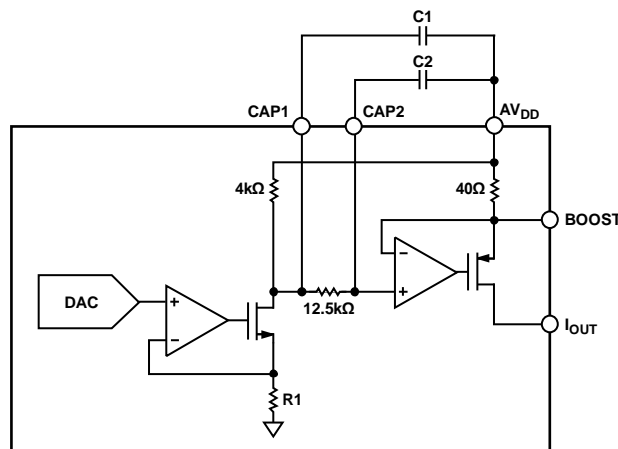 C1
C2
CAP1
CAP2
AVDD
4kΩ
40Ω
BOOST
DAC
+
−
12.5kΩ
−
+
IOUT
R1